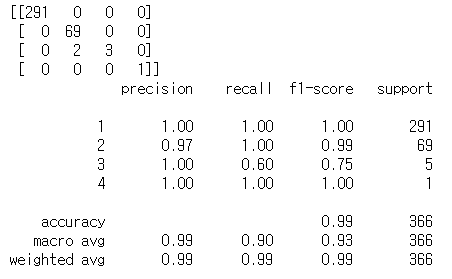 [[291 0 0 0]
[ 0 69 0 0]
[ 0 2 3 0]
[ 0 0 0 1]]
precision recall f1-score support
1 1.00 1.00 1.00 291
2 0.97 1.00 0.99 69
3 1.00 0.60 0.75 5
4 1.00 1.00 1.00 1
accuracy 0.99 366
macro avg 0.99 0.90 0.93 366
weighted avg 0.99 0.99 0.99 366